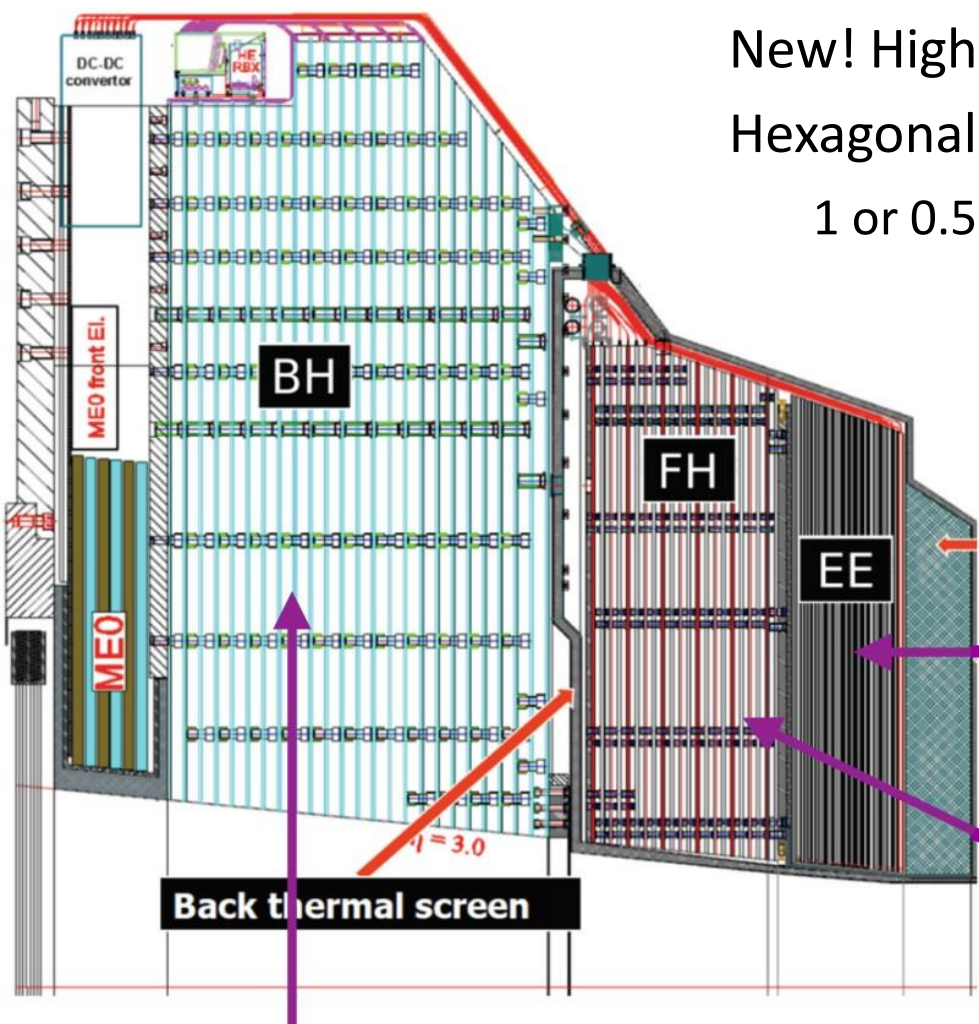 New! High
Hexagonal
1 or 0.5
DC-DC
convertor
HE
RBX
ME0 front El.
BH
FH
EE
ME0
η = 3.0
Back thermal screen